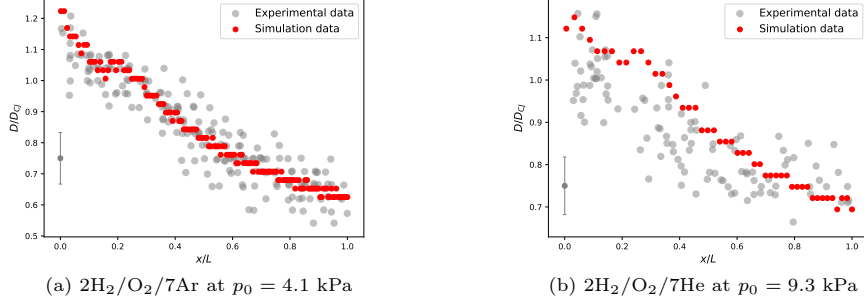 Experimental data
Simulation data
1.2
1.1
1.0
0.9
0.8
0.7
0.6
0.5
D/D_CJ
0.0
0.2
0.4
0.6
0.8
1.0
x/L
(a) 2H₂/O₂/7Ar at p₀ = 4.1 kPa
Experimental data
Simulation data
1.1
1.0
0.9
0.8
0.7
D/D_CJ
0.0
0.2
0.4
0.6
0.8
1.0
x/L
(b) 2H₂/O₂/7He at p₀ = 9.3 kPa